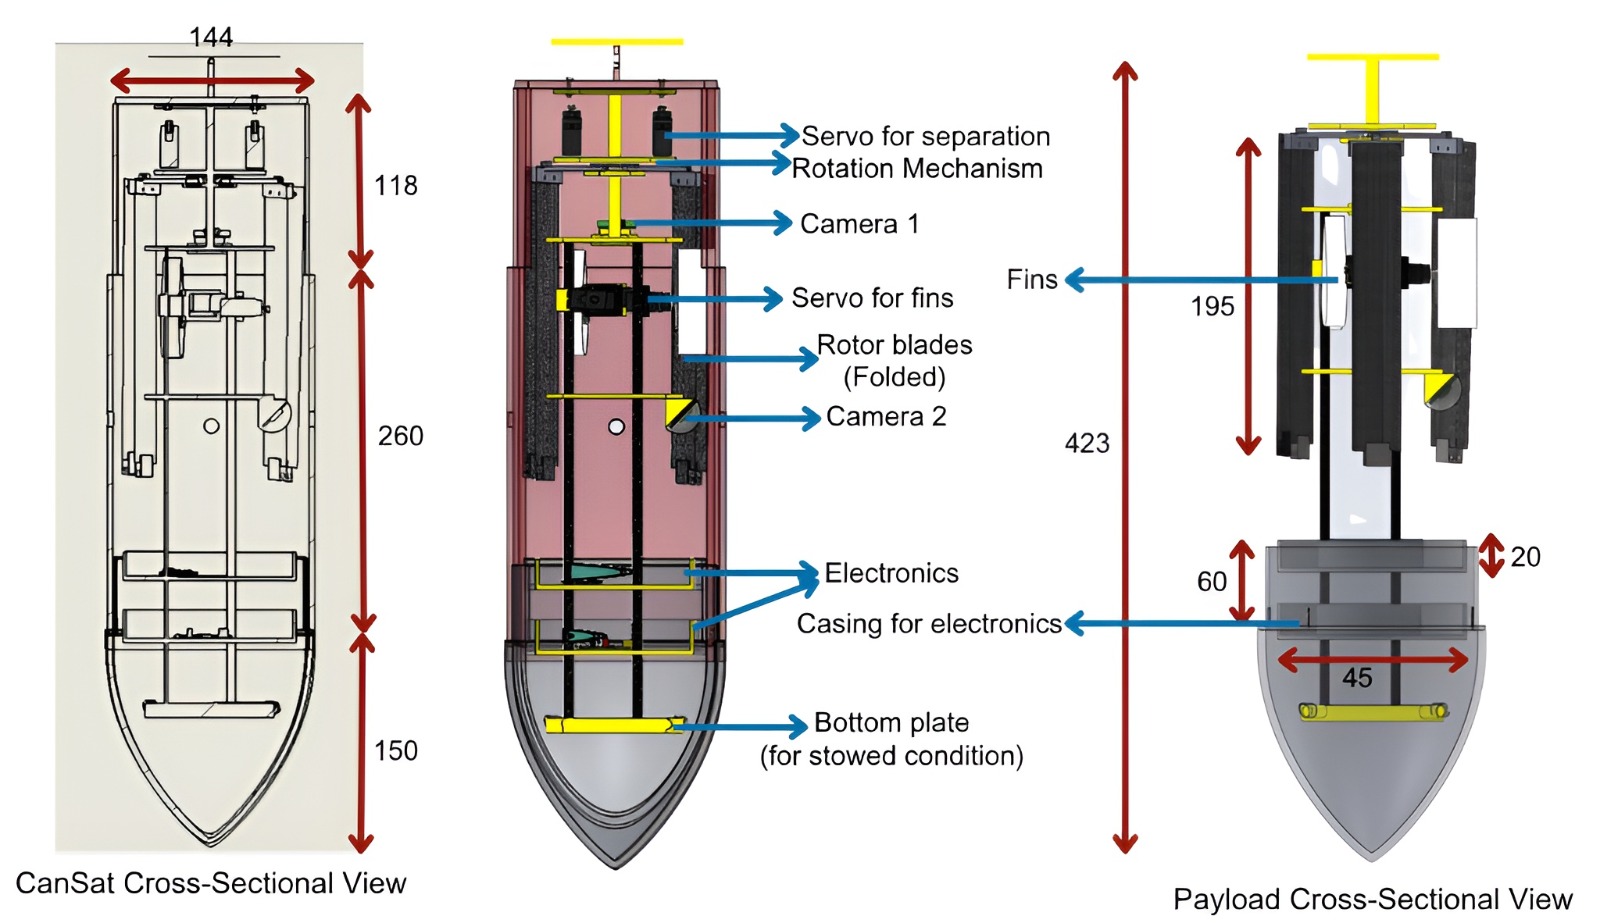 144
118
260
150
CanSat Cross-Sectional View
Servo for separation
Rotation Mechanism
Camera 1
Servo for fins
Rotor blades
(Folded)
Camera 2
Electronics
Casing for electronics
Bottom plate
(for stowed condition)
423
Fins
195
60
20
45
Payload Cross-Sectional View